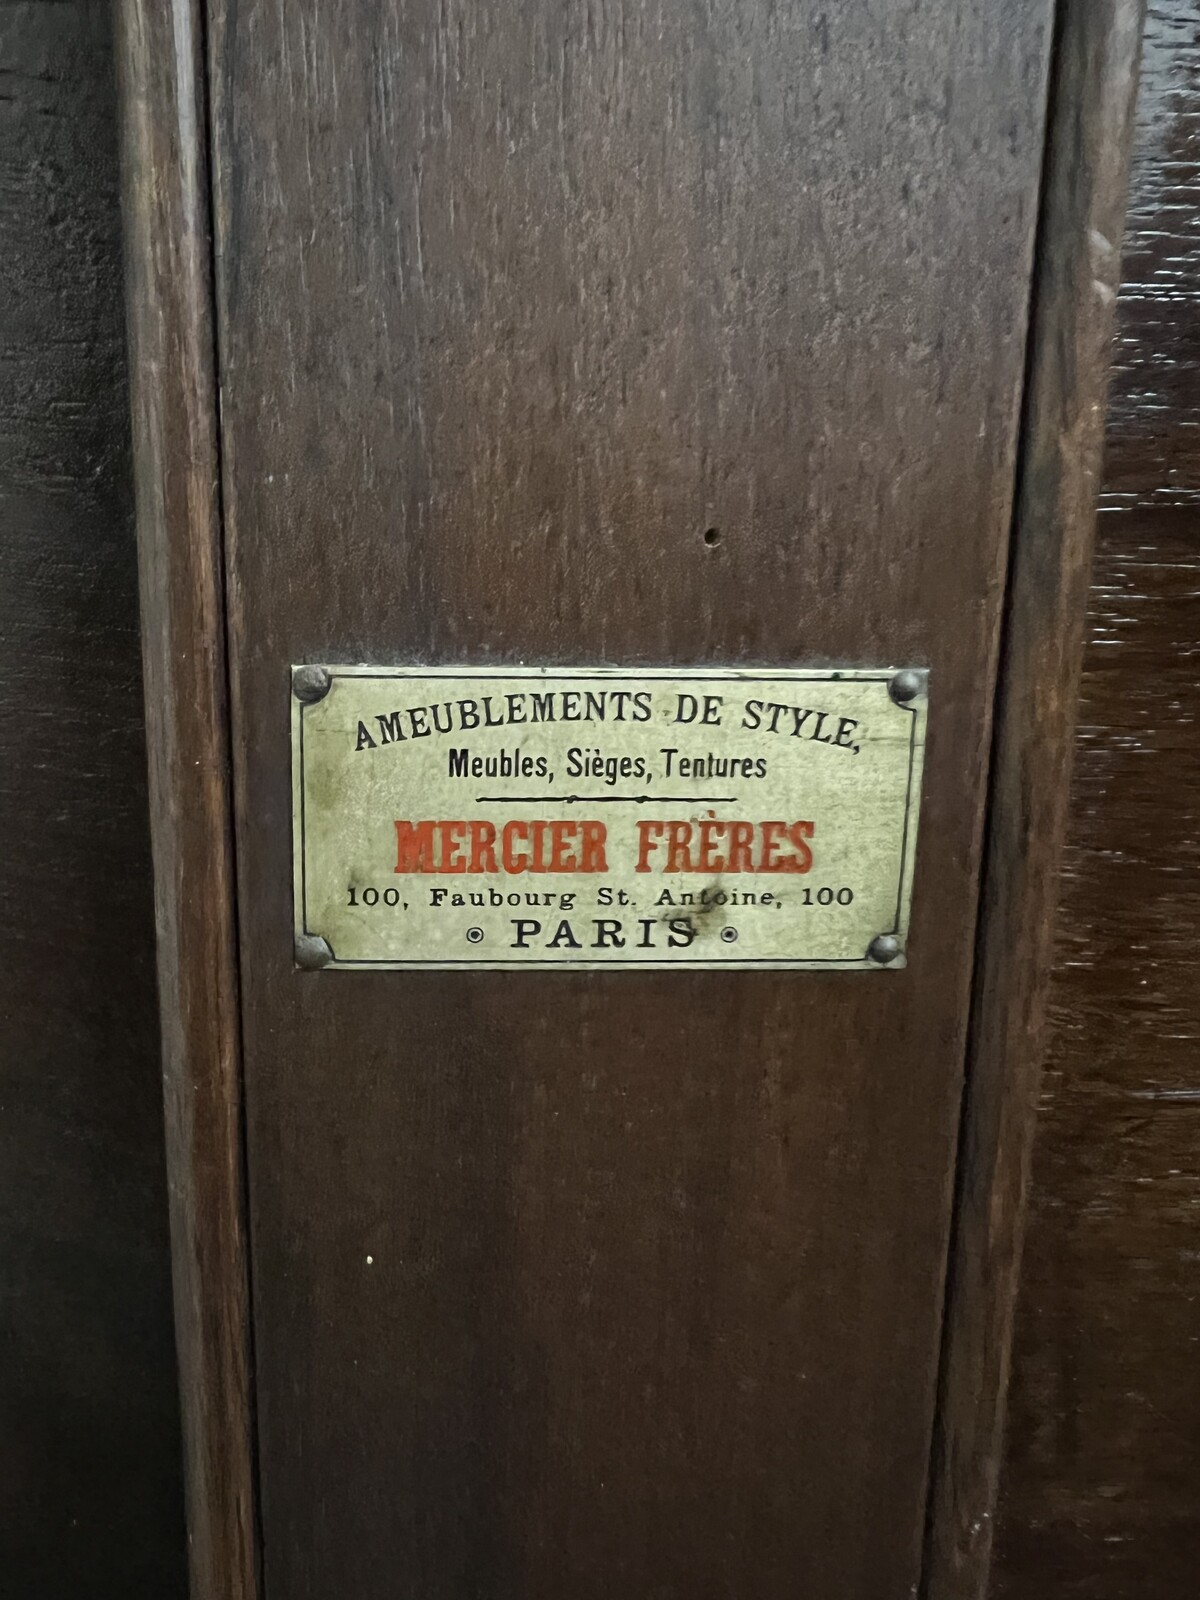 AMEUBLEMENTS DE STYLE,
Meubles, Sièges, Tentures
MERCIER FRÈRES
100, Faubourg St. Antoine, 100
PARIS